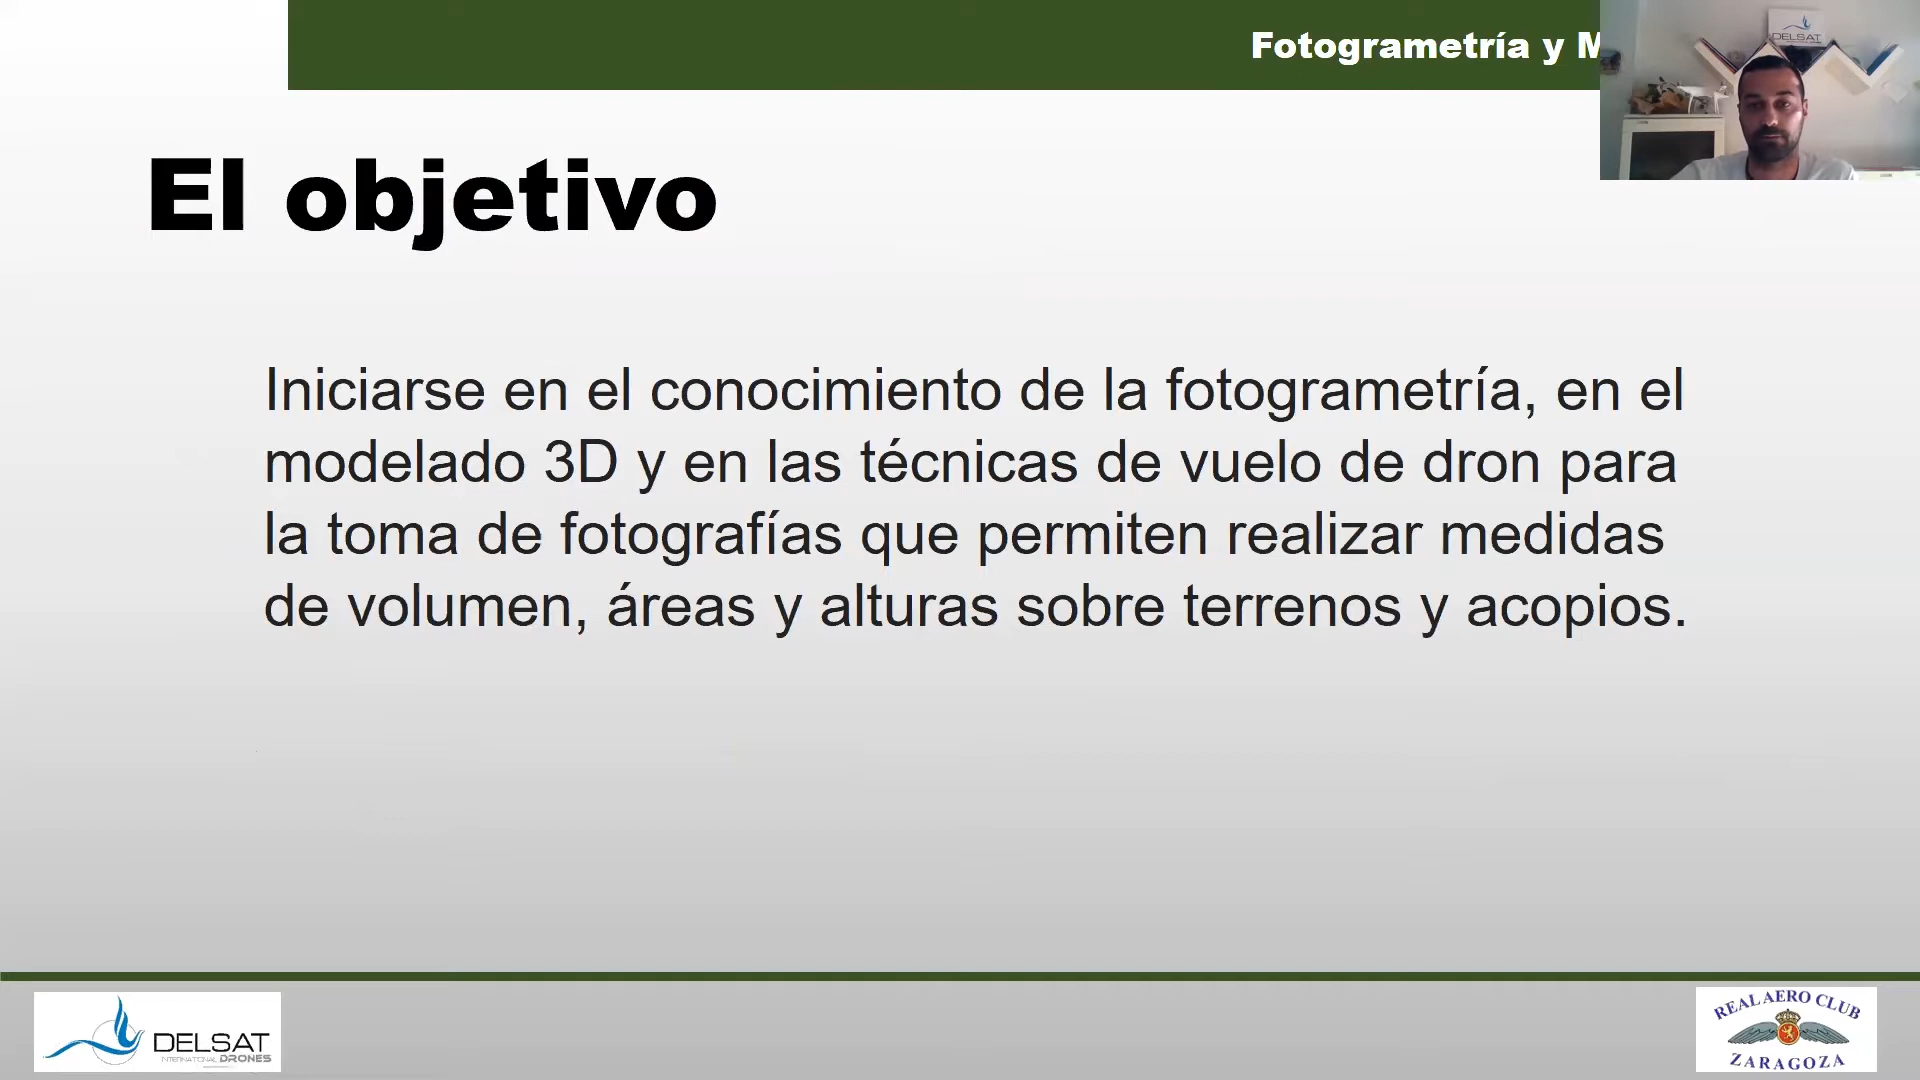 Fotogrametría y M
DELSAT
El objetivo
Iniciarse en el conocimiento de la fotogrametría, en el
modelado 3D y en las técnicas de vuelo de dron para
la toma de fotografías que permiten realizar medidas
de volumen, áreas y alturas sobre terrenos y acopios.
DELSAT
INTERNATIONAL DRONES
REAL AERO CLUB
ZARAGOZA